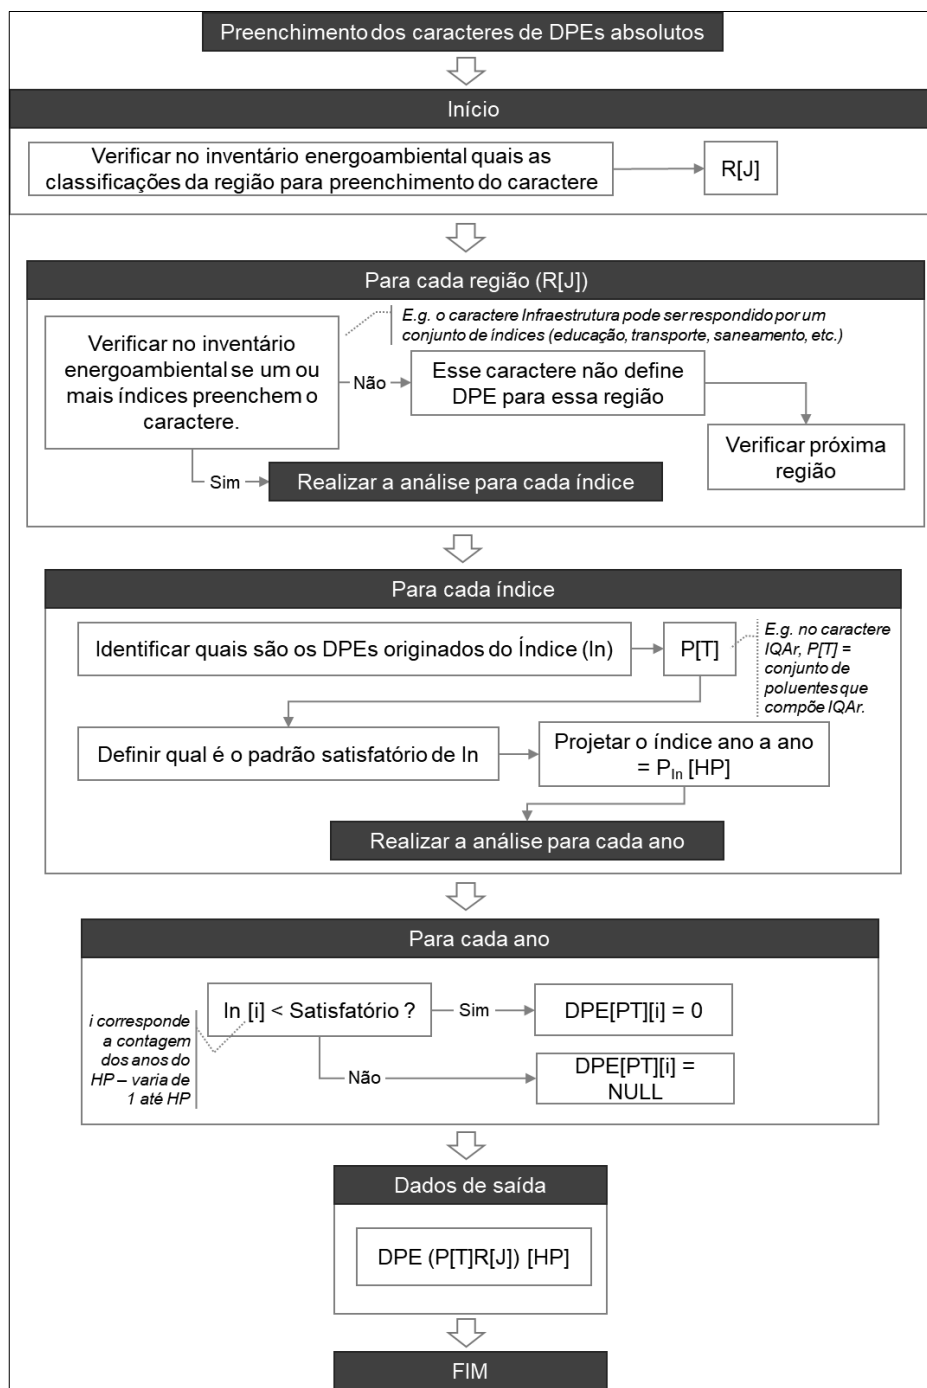 Preenchimento dos caracteres de DPEs absolutos
Início
Verificar no inventário energoambiental quais as
classificações da região para preenchimento do caractere
R[J]
Para cada região (R[J])
E.g. o caractere Infraestrutura pode ser respondido por um
conjunto de índices (educação, transporte, saneamento, etc.)
Verificar no inventário
energoambiental se um ou
mais índices preenchem o
caractere.
Não
Esse caractere não define
DPE para essa região
Verificar próxima
região
Sim
Realizar a análise para cada índice
Para cada índice
Identificar quais são os DPEs originados do Índice (In)
P[T]
E.g. no caractere
IQAr, P[T] =
conjunto de
poluentes que
compõe IQAr.
Definir qual é o padrão satisfatório de In
Projetar o índice ano a ano
= PIn [HP]
Realizar a análise para cada ano
Para cada ano
In [i] < Satisfatório ?
Sim
DPE[PT][i] = 0
i corresponde
a contagem
dos anos do
HP – varia de
1 até HP
Não
DPE[PT][i] =
NULL
Dados de saída
DPE (P[T]R[J]) [HP]
FIM